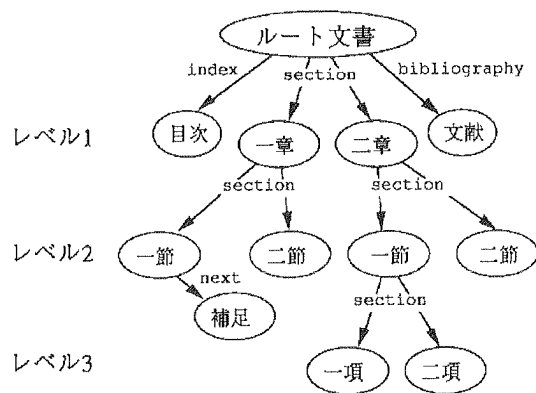 ルート文書
index section bibliography
レベル1 目次 一章 二章 文献
section section
レベル2 一節 二節 一節 二節
next
補足
section
レベル3 一項 二項